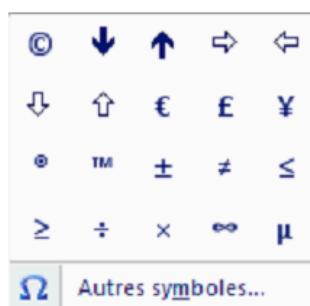 © 🡻 🡹 ⇨ ⇦
⇩ ⇧ € £ ¥
® ™ ± ≠ ≤
≥ ÷ × ∞ µ
Ω Autres symboles...